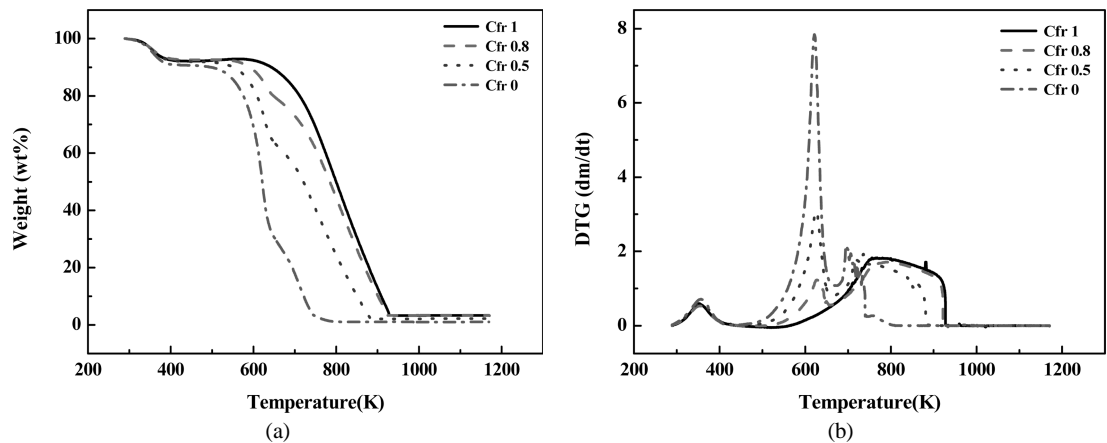 100
80
60
40
20
0
Weight (wt%)
200 400 600 800 1000 1200
Temperature(K)
Cfr 1
Cfr 0.8
Cfr 0.5
Cfr 0
(a)
8
6
4
2
0
DTG (dm/dt)
200 400 600 800 1000 1200
Temperature(K)
Cfr 1
Cfr 0.8
Cfr 0.5
Cfr 0
(b)